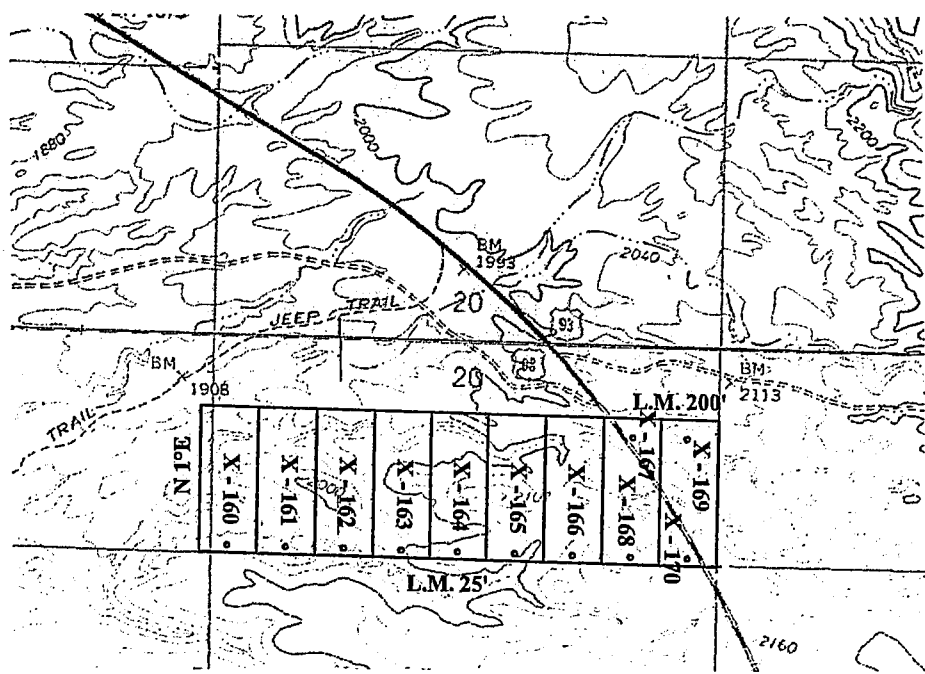 1880
2000
2200
BM
1993
2040
20
93
JEEP TRAIL
93
20
BM
1908
BM
2113
TRAIL
L.M. 200'
N 1° E
X - 160
X - 161
X - 162
X - 163
X - 164
X - 165
X - 166
X - 167
X - 168
X - 169
X - 170
L.M. 25'
2160